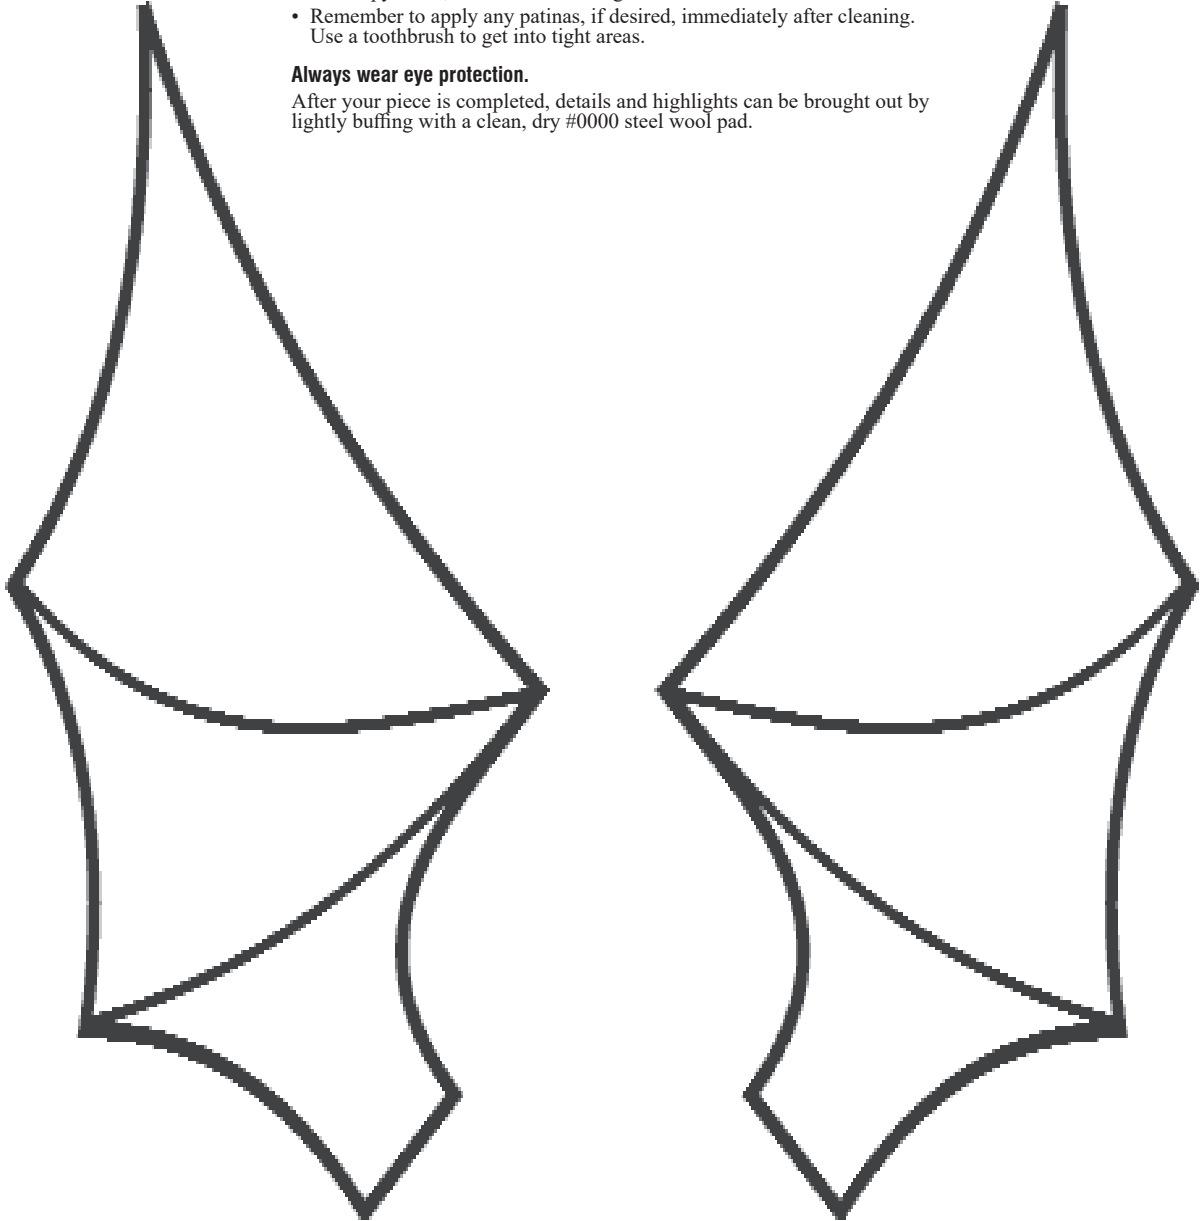 • Remember to apply any patinas, if desired, immediately after cleaning.
Use a toothbrush to get into tight areas.
Always wear eye protection.
After your piece is completed, details and highlights can be brought out by
lightly buffing with a clean, dry #0000 steel wool pad.